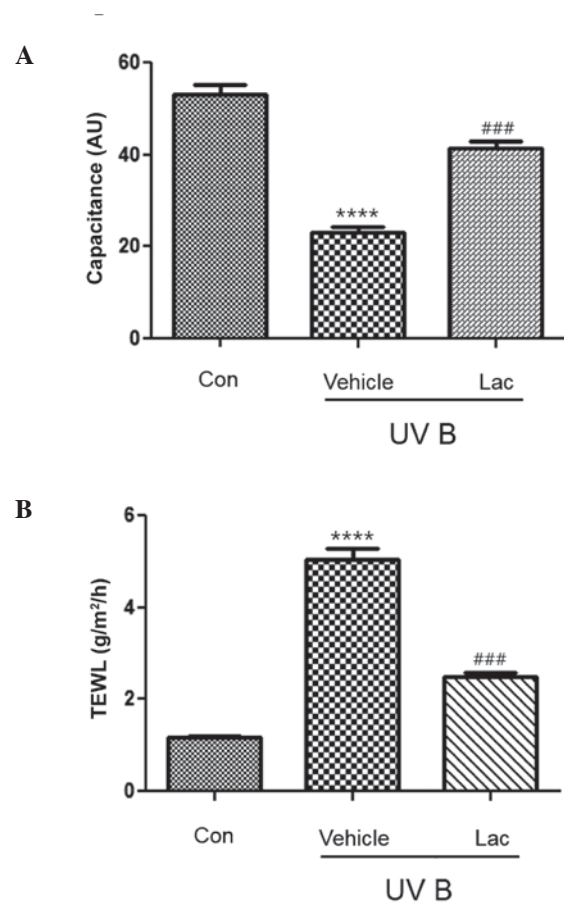 A
Capacitance (AU)
60
40
20
0
****
###
Con
Vehicle
Lac
UV B
B
TEWL (g/m²/h)
6
4
2
0
****
###
Con
Vehicle
Lac
UV B